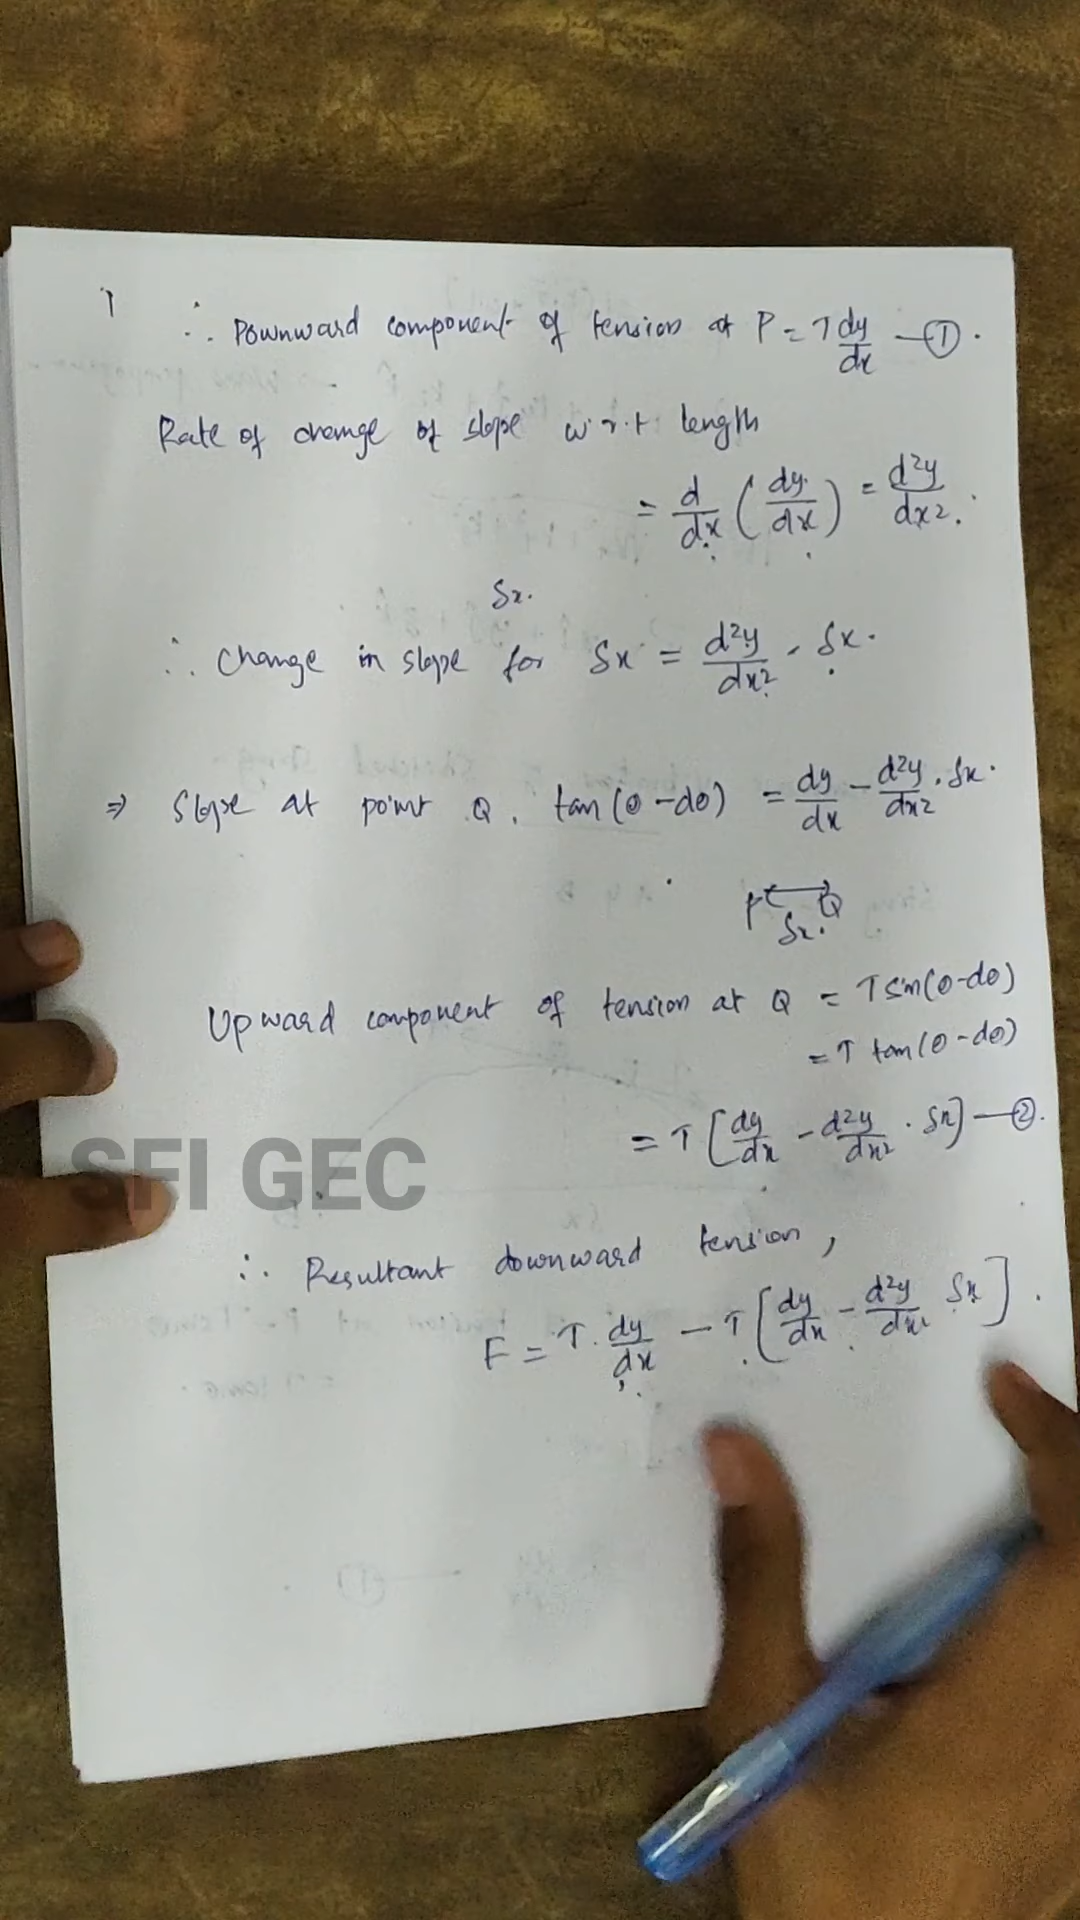 ∴ Downward component of tension at P = T dy/dx — ①.
Rate of change of slope w.r.t length
= d/dx (dy/dx) = d²y/dx².
δx.
∴ Change in slope for δx = d²y/dx² . δx.
⇒ Slope at point Q, tan(θ-dθ) = dy/dx - d²y/dx² . δx.
P Q
δx.
Upward component of tension at Q = T sin(θ-dθ)
= T tan(θ-dθ)
= T [dy/dx - d²y/dx² . δx] — ②.
SFI GEC
∴ Resultant downward tension,
F = T. dy/dx - T [dy/dx - d²y/dx² δx].